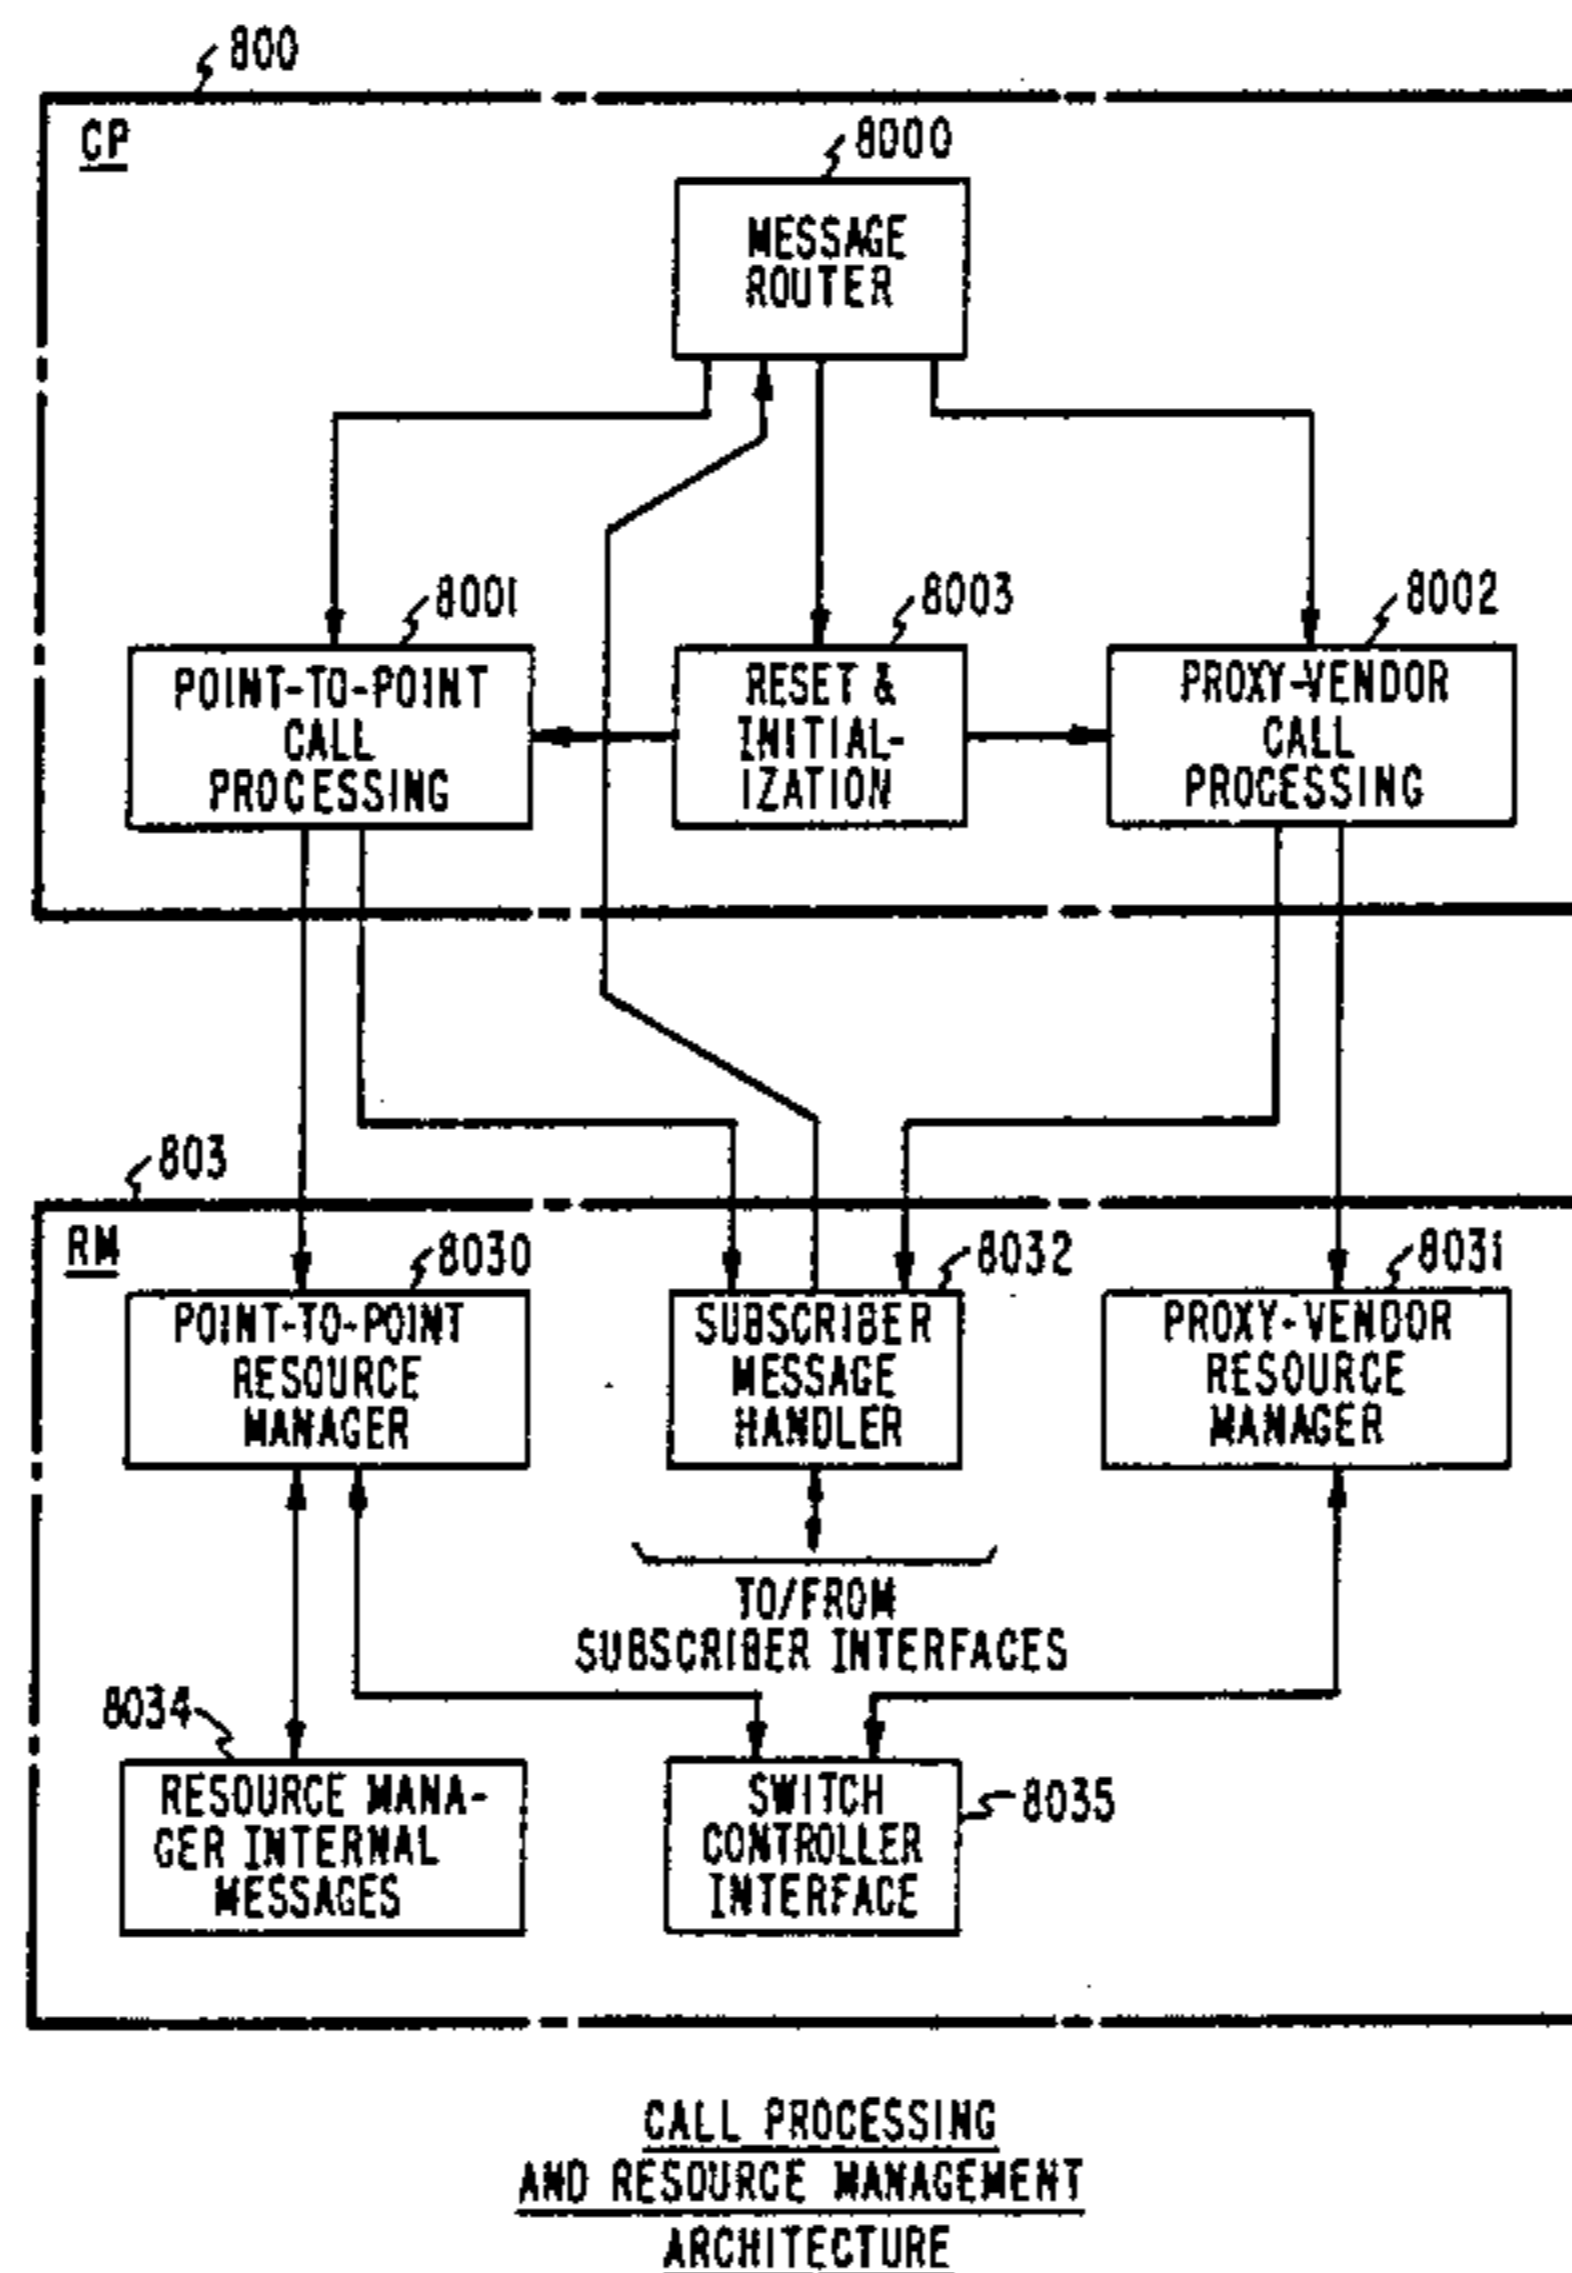 800
CP
8000
MESSAGE
ROUTER
8001
8003
8002
POINT-TO-POINT
CALL
PROCESSING
RESET &
INITIAL-
IZATION
PROXY-VENDOR
CALL
PROCESSING
803
RM
8030
8032
8031
POINT-TO-POINT
RESOURCE
MANAGER
SUBSCRIBER
MESSAGE
HANDLER
PROXY-VENDOR
RESOURCE
MANAGER
TO/FROM
SUBSCRIBER INTERFACES
8034
RESOURCE MANA-
GER INTERNAL
MESSAGES
SWITCH
CONTROLLER
INTERFACE
8035
CALL PROCESSING
AND RESOURCE MANAGEMENT
ARCHITECTURE